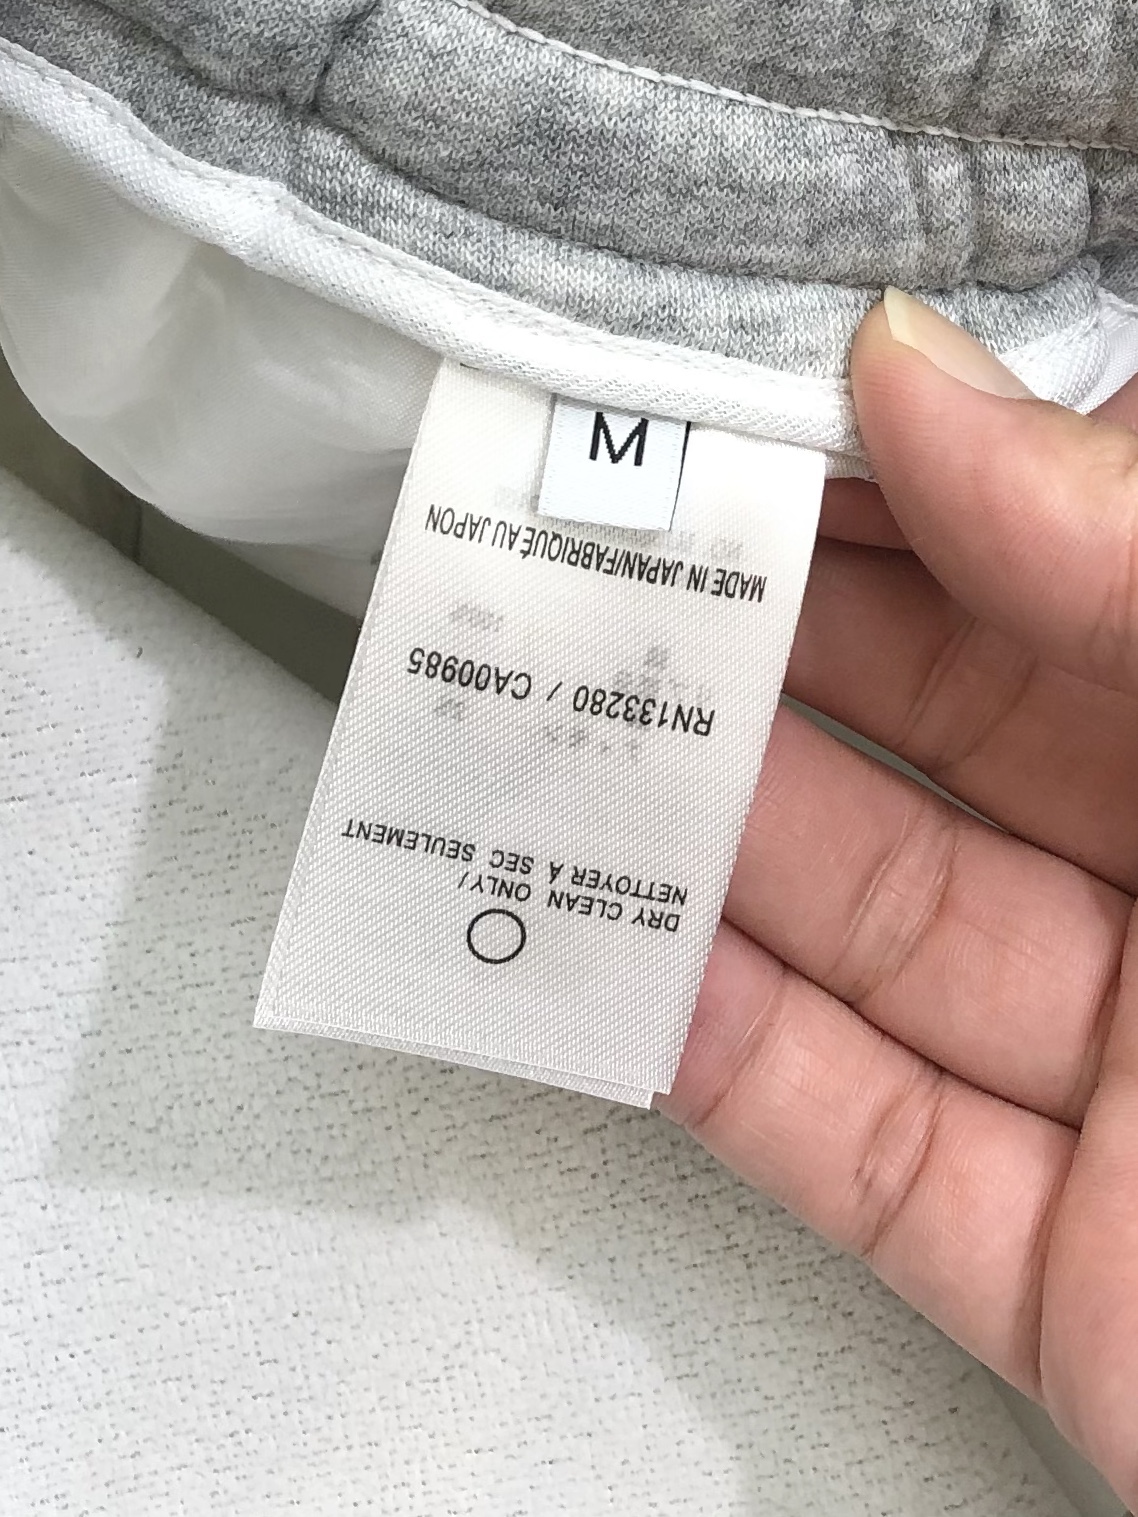 M
DRY CLEAN ONLY/
NETTOYER A SEC SEULEMENT
RN133280 / CA00985
MADE IN JAPAN/FABRIQUÉ AU JAPON